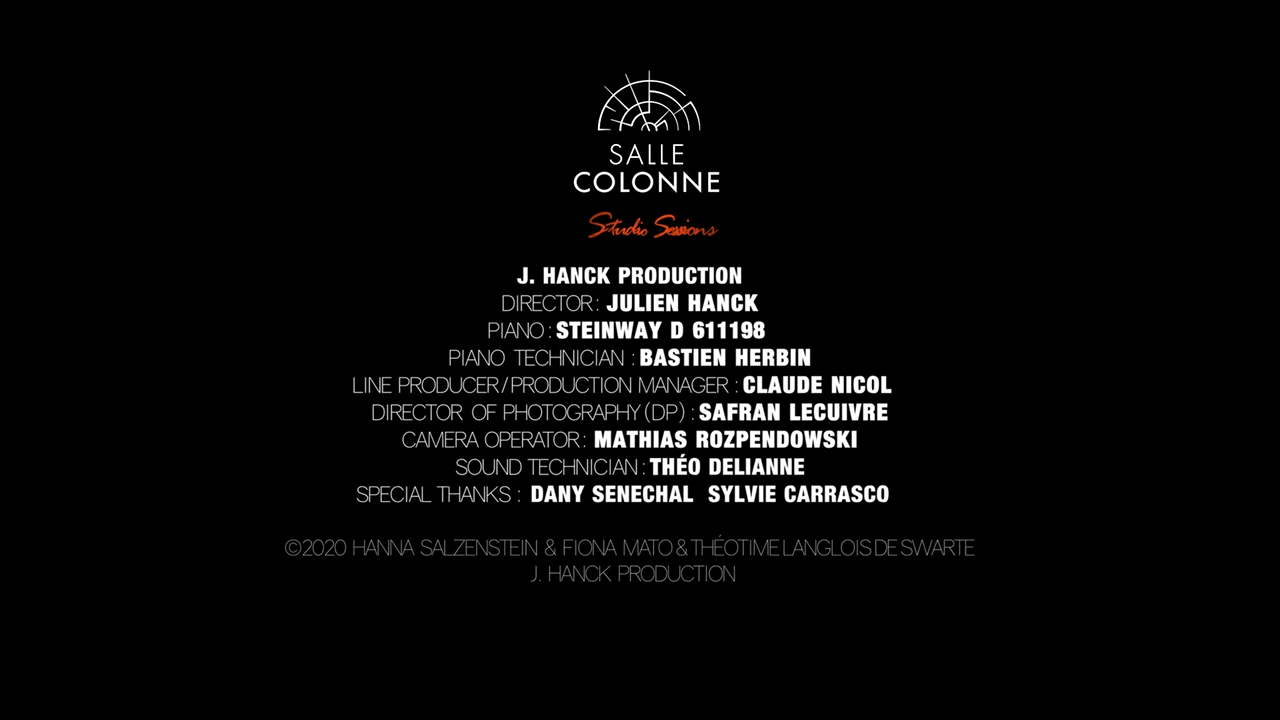 SALLE
COLONNE
Studio Sessions
J. HANCK PRODUCTION
DIRECTOR: JULIEN HANCK
PIANO : STEINWAY D 611198
PIANO TECHNICIAN : BASTIEN HERBIN
LINE PRODUCER/PRODUCTION MANAGER : CLAUDE NICOL
DIRECTOR OF PHOTOGRAPHY (DP) : SAFRAN LECUIVRE
CAMERA OPERATOR: MATHIAS ROZPENDOWSKI
SOUND TECHNICIAN : THÉO DELIANNE
SPECIAL THANKS : DANY SENECHAL SYLVIE CARRASCO
©2020 HANNA SALZENSTEIN & FIONA MATO & THÉOTIME LANGLOIS DE SWARTE
J. HANCK PRODUCTION